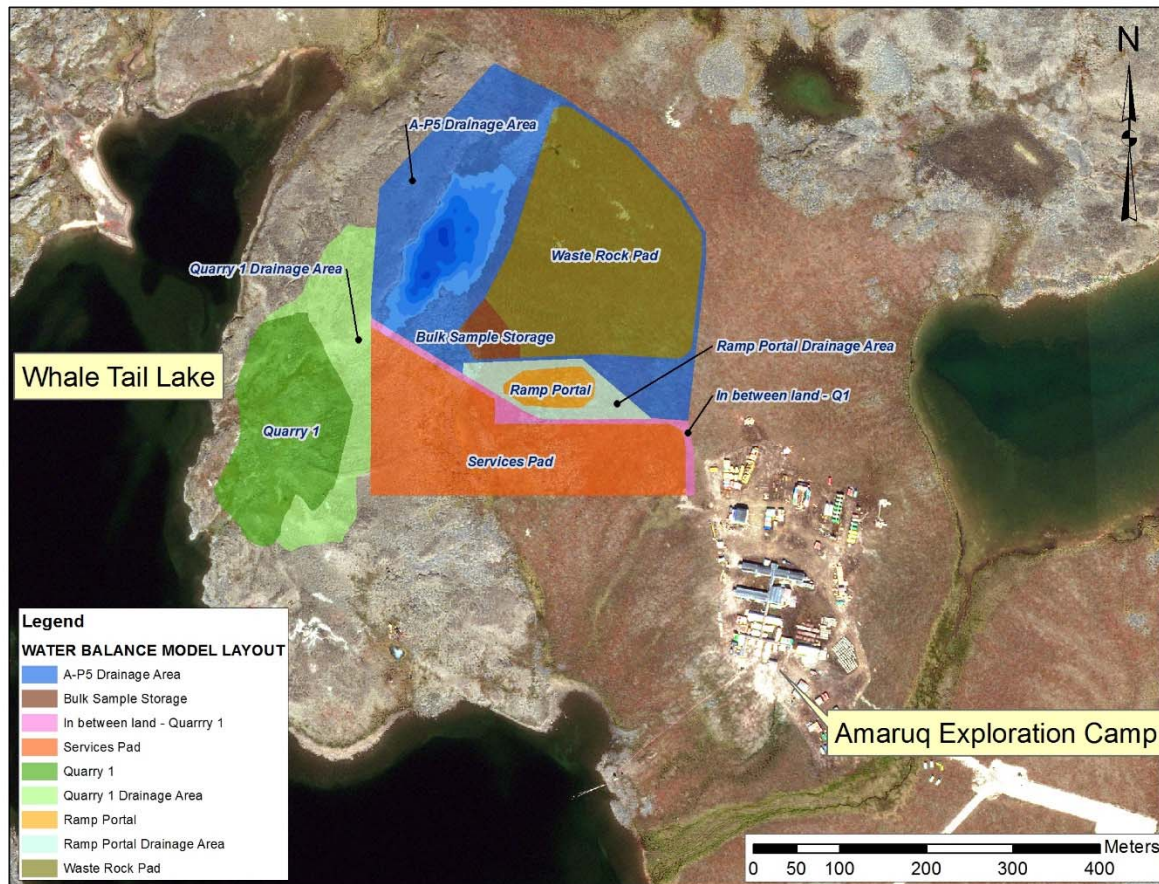 N
A-P5 Drainage Area
Waste Rock Pad
Quarry 1 Drainage Area
Bulk Sample Storage
Ramp Portal Drainage Area
Whale Tail Lake
Ramp Portal
In between land - Q1
Quarry 1
Services Pad
Legend
WATER BALANCE MODEL LAYOUT
A-P5 Drainage Area
Bulk Sample Storage
In between land - Quarrry 1
Services Pad
Quarry 1
Quarry 1 Drainage Area
Ramp Portal
Ramp Portal Drainage Area
Waste Rock Pad
Amaruq Exploration Camp
Meters
0 50 100 200 300 400